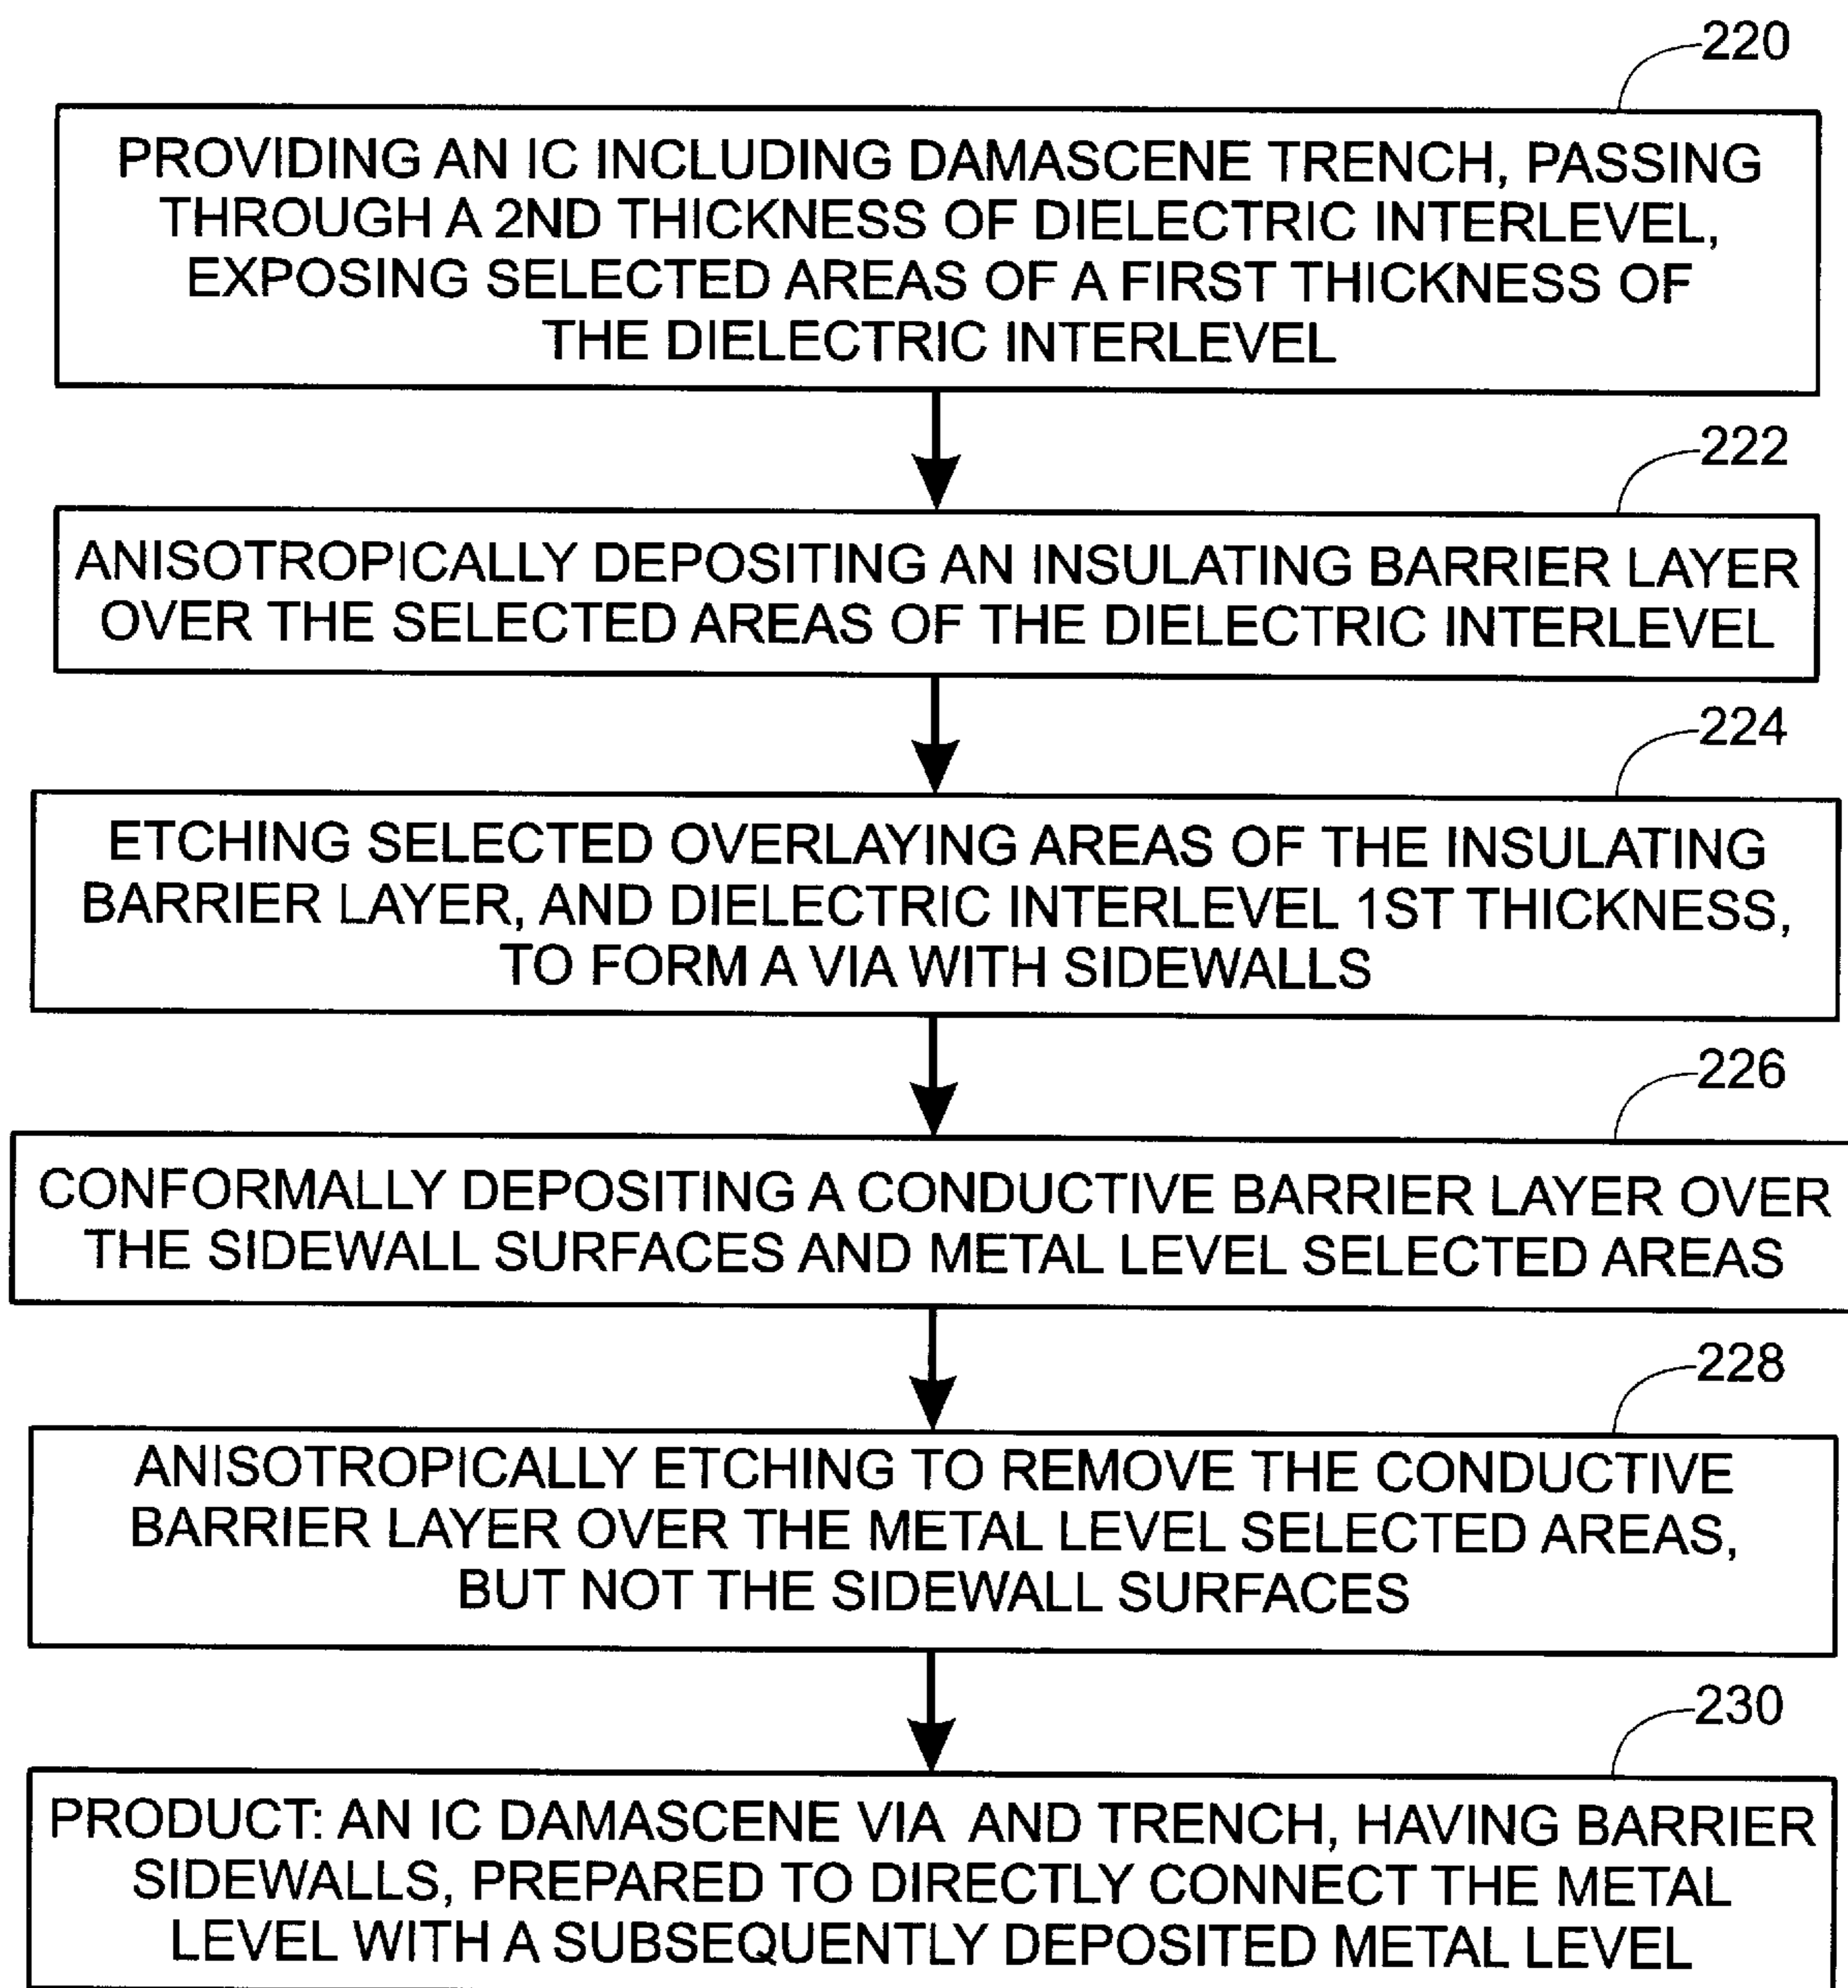 220
PROVIDING AN IC INCLUDING DAMASCENE TRENCH, PASSING
THROUGH A 2ND THICKNESS OF DIELECTRIC INTERLEVEL,
EXPOSING SELECTED AREAS OF A FIRST THICKNESS OF
THE DIELECTRIC INTERLEVEL
222
ANISOTROPICALLY DEPOSITING AN INSULATING BARRIER LAYER
OVER THE SELECTED AREAS OF THE DIELECTRIC INTERLEVEL
224
ETCHING SELECTED OVERLAYING AREAS OF THE INSULATING
BARRIER LAYER, AND DIELECTRIC INTERLEVEL 1ST THICKNESS,
TO FORM A VIA WITH SIDEWALLS
226
CONFORMALLY DEPOSITING A CONDUCTIVE BARRIER LAYER OVER
THE SIDEWALL SURFACES AND METAL LEVEL SELECTED AREAS
228
ANISOTROPICALLY ETCHING TO REMOVE THE CONDUCTIVE
BARRIER LAYER OVER THE METAL LEVEL SELECTED AREAS,
BUT NOT THE SIDEWALL SURFACES
230
PRODUCT: AN IC DAMASCENE VIA AND TRENCH, HAVING BARRIER
SIDEWALLS, PREPARED TO DIRECTLY CONNECT THE METAL
LEVEL WITH A SUBSEQUENTLY DEPOSITED METAL LEVEL